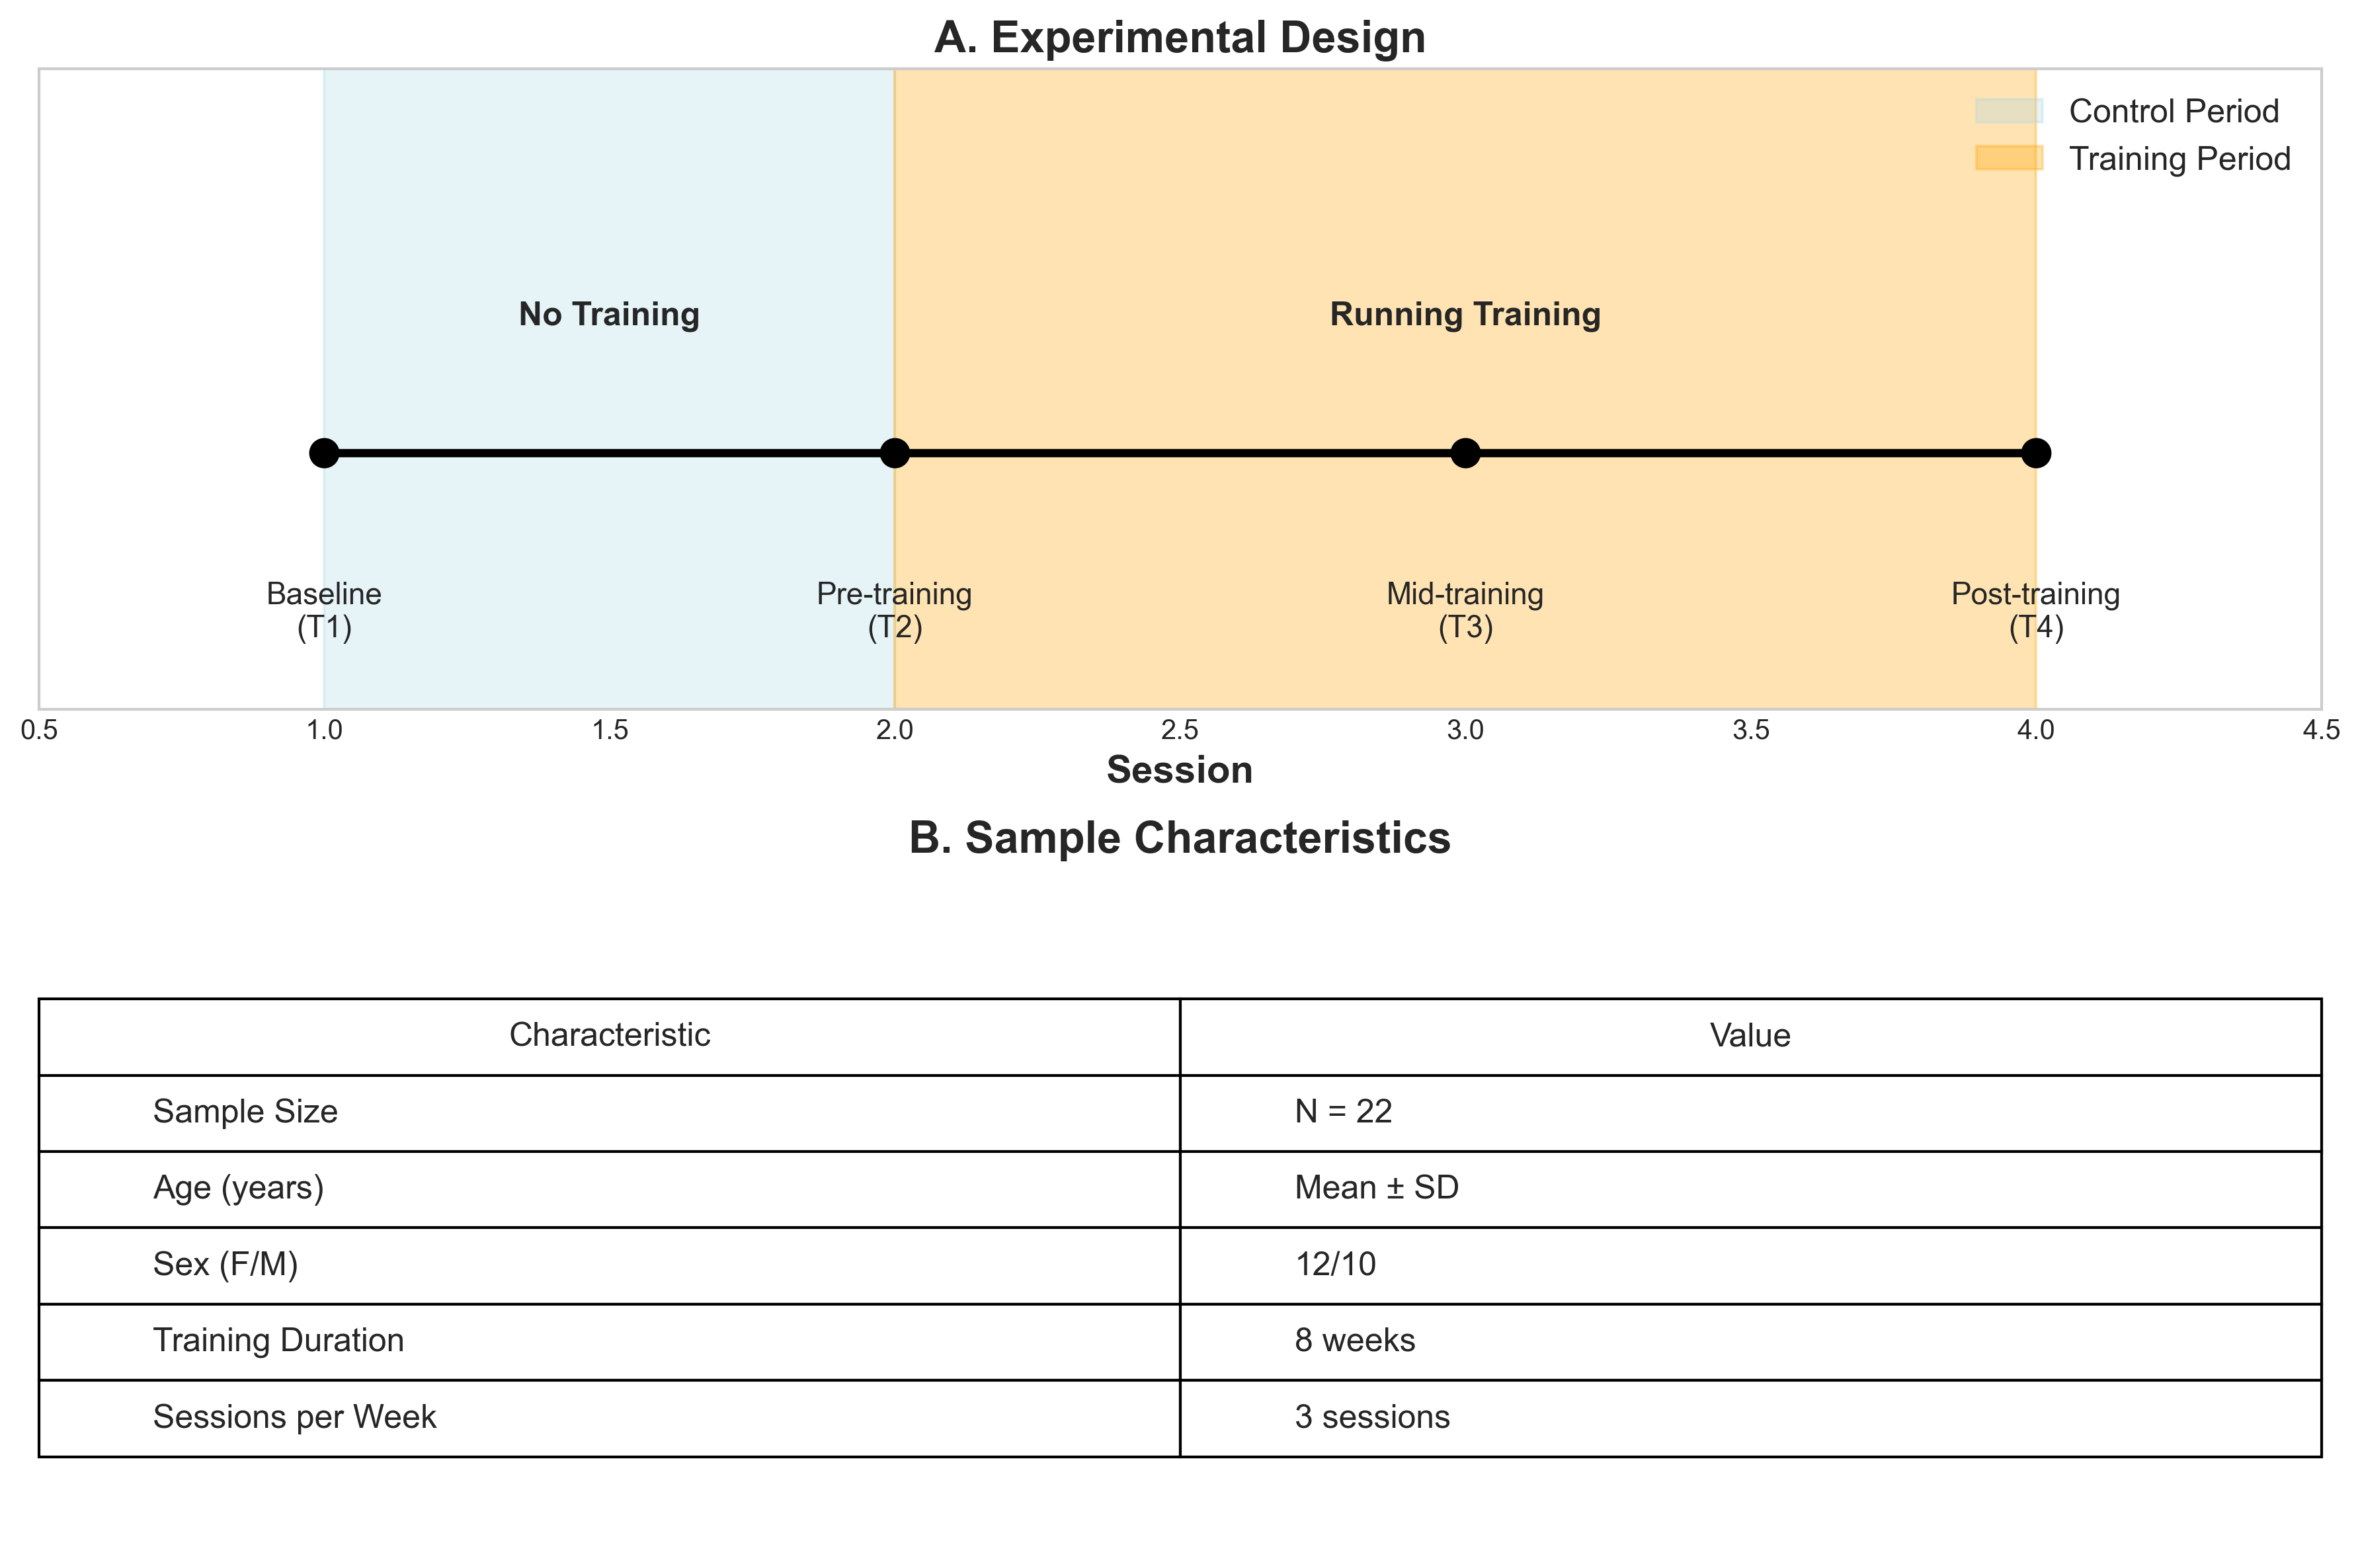 A. Experimental Design
Control Period
Training Period
No Training
Running Training
Baseline
(T1)
Pre-training
(T2)
Mid-training
(T3)
Post-training
(T4)
0.5 1.0 1.5 2.0 2.5 3.0 3.5 4.0 4.5
Session
B. Sample Characteristics
Characteristic Value
Sample Size N = 22
Age (years) Mean ± SD
Sex (F/M) 12/10
Training Duration 8 weeks
Sessions per Week 3 sessions